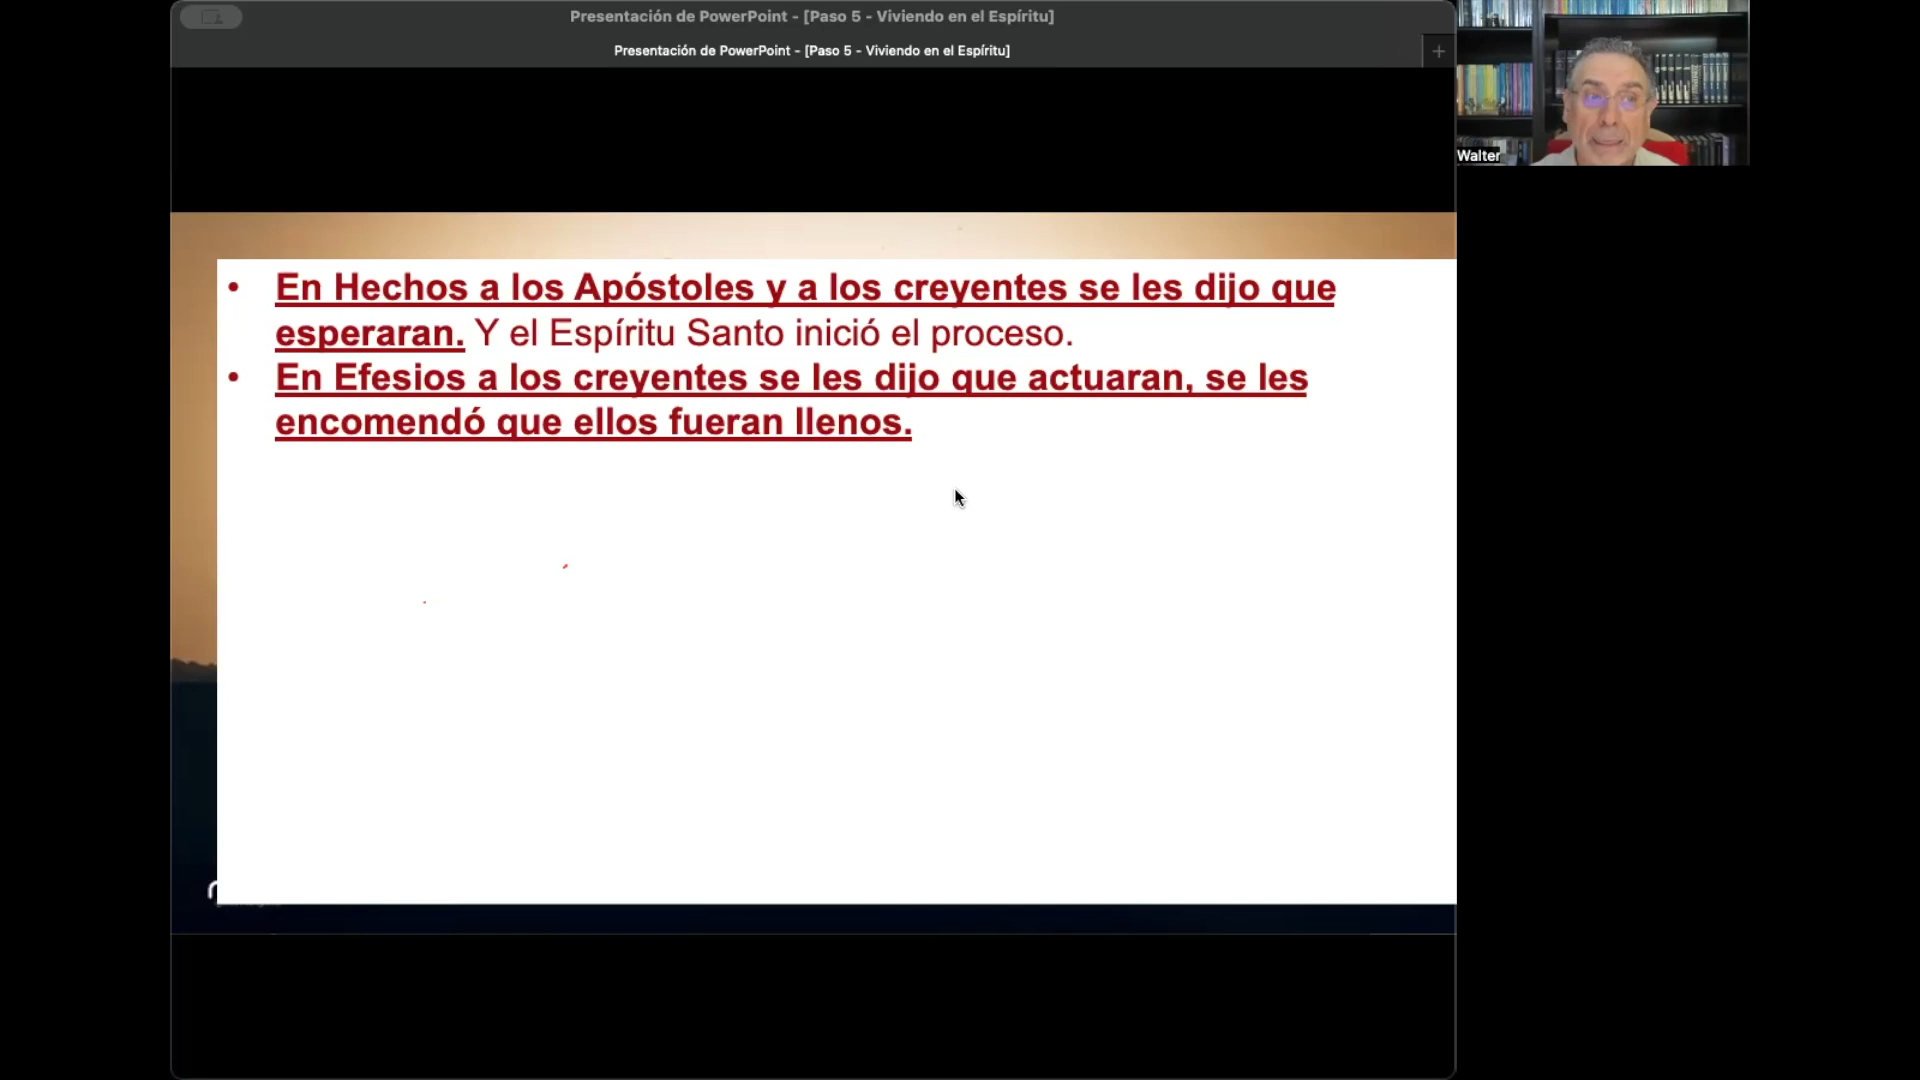 Presentación de PowerPoint - [Paso 5 - Viviendo en el Espíritu]
Presentación de PowerPoint - [Paso 5 - Viviendo en el Espíritu]
Walter
• En Hechos a los Apóstoles y a los creyentes se les dijo que
esperaran. Y el Espíritu Santo inició el proceso.
• En Efesios a los creyentes se les dijo que actuaran, se les
encomendó que ellos fueran llenos.